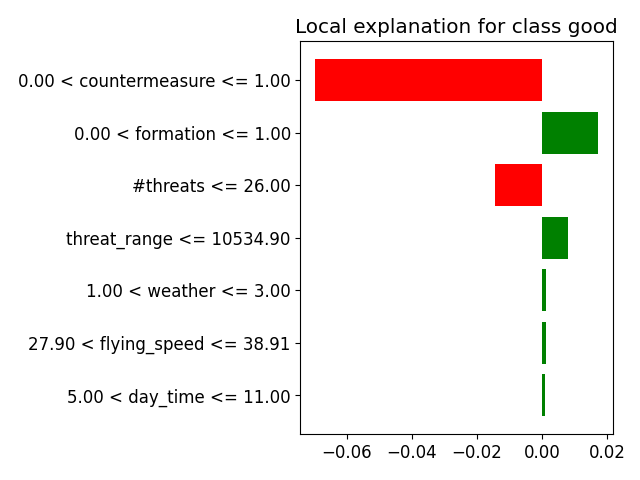 Local explanation for class good
0.00 < countermeasure <= 1.00
0.00 < formation <= 1.00
#threats <= 26.00
threat_range <= 10534.90
1.00 < weather <= 3.00
27.90 < flying_speed <= 38.91
5.00 < day_time <= 11.00
−0.06 −0.04 −0.02 0.00 0.02